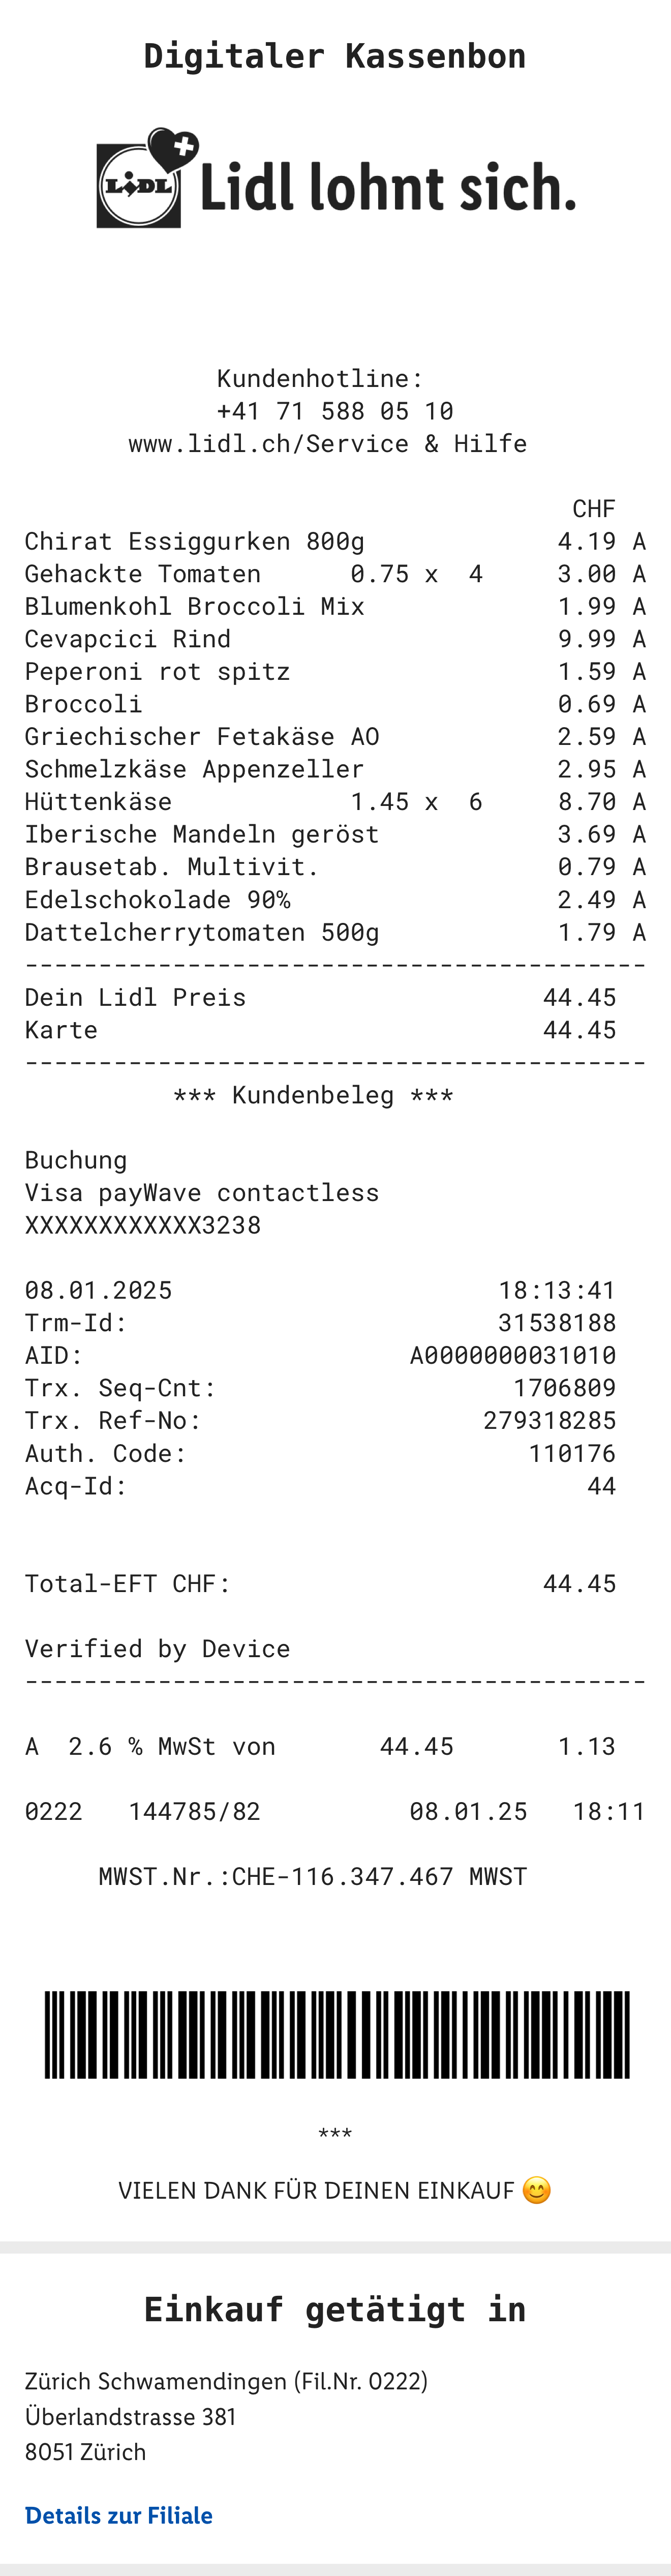 Digitaler Kassenbon
LIDL Lidl lohnt sich.
Kundenhotline:
+41 71 588 05 10
www.lidl.ch/Service & Hilfe
CHF
Chirat Essiggurken 800g 4.19 A
Gehackte Tomaten 0.75 x 4 3.00 A
Blumenkohl Broccoli Mix 1.99 A
Cevapcici Rind 9.99 A
Peperoni rot spitz 1.59 A
Broccoli 0.69 A
Griechischer Fetakäse AO 2.59 A
Schmelzkäse Appenzeller 2.95 A
Hüttenkäse 1.45 x 6 8.70 A
Iberische Mandeln geröst 3.69 A
Brausetab. Multivit. 0.79 A
Edelschokolade 90% 2.49 A
Dattelcherrytomaten 500g 1.79 A
------------------------------------------
Dein Lidl Preis 44.45
Karte 44.45
------------------------------------------
*** Kundenbeleg ***
Buchung
Visa payWave contactless
XXXXXXXXXXXX3238
08.01.2025 18:13:41
Trm-Id: 31538188
AID: A0000000031010
Trx. Seq-Cnt: 1706809
Trx. Ref-No: 279318285
Auth. Code: 110176
Acq-Id: 44
Total-EFT CHF: 44.45
Verified by Device
------------------------------------------
A 2.6 % MwSt von 44.45 1.13
0222 144785/82 08.01.25 18:11
MWST.Nr.:CHE-116.347.467 MWST
***
VIELEN DANK FÜR DEINEN EINKAUF 😊
Einkauf getätigt in
Zürich Schwamendingen (Fil.Nr. 0222)
Überlandstrasse 381
8051 Zürich
Details zur Filiale